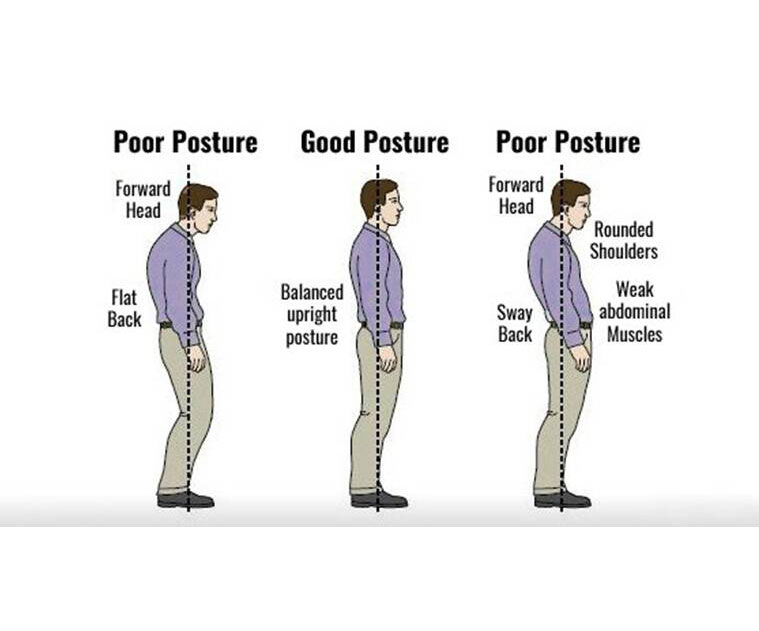 Poor Posture
Forward
Head
Flat
Back
Good Posture
Balanced
upright
posture
Poor Posture
Forward
Head
Rounded
Shoulders
Sway
Back
Weak
abdominal
Muscles